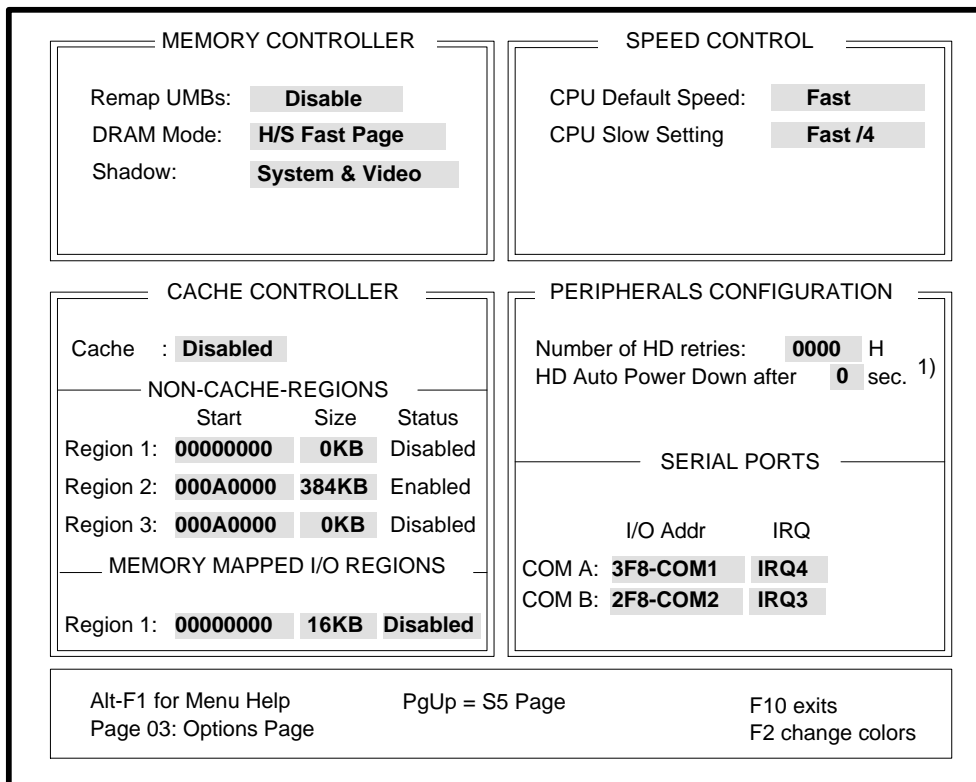 MEMORY CONTROLLER
Remap UMBs: Disable
DRAM Mode: H/S Fast Page
Shadow: System & Video
SPEED CONTROL
CPU Default Speed: Fast
CPU Slow Setting Fast /4
CACHE CONTROLLER
Cache : Disabled
NON-CACHE-REGIONS
Start Size Status
Region 1: 00000000 0KB Disabled
Region 2: 000A0000 384KB Enabled
Region 3: 000A0000 0KB Disabled
MEMORY MAPPED I/O REGIONS
Region 1: 00000000 16KB Disabled
PERIPHERALS CONFIGURATION
Number of HD retries: 0000 H
HD Auto Power Down after 0 sec. 1)
SERIAL PORTS
I/O Addr IRQ
COM A: 3F8-COM1 IRQ4
COM B: 2F8-COM2 IRQ3
Alt-F1 for Menu Help PgUp = S5 Page F10 exits
Page 03: Options Page F2 change colors